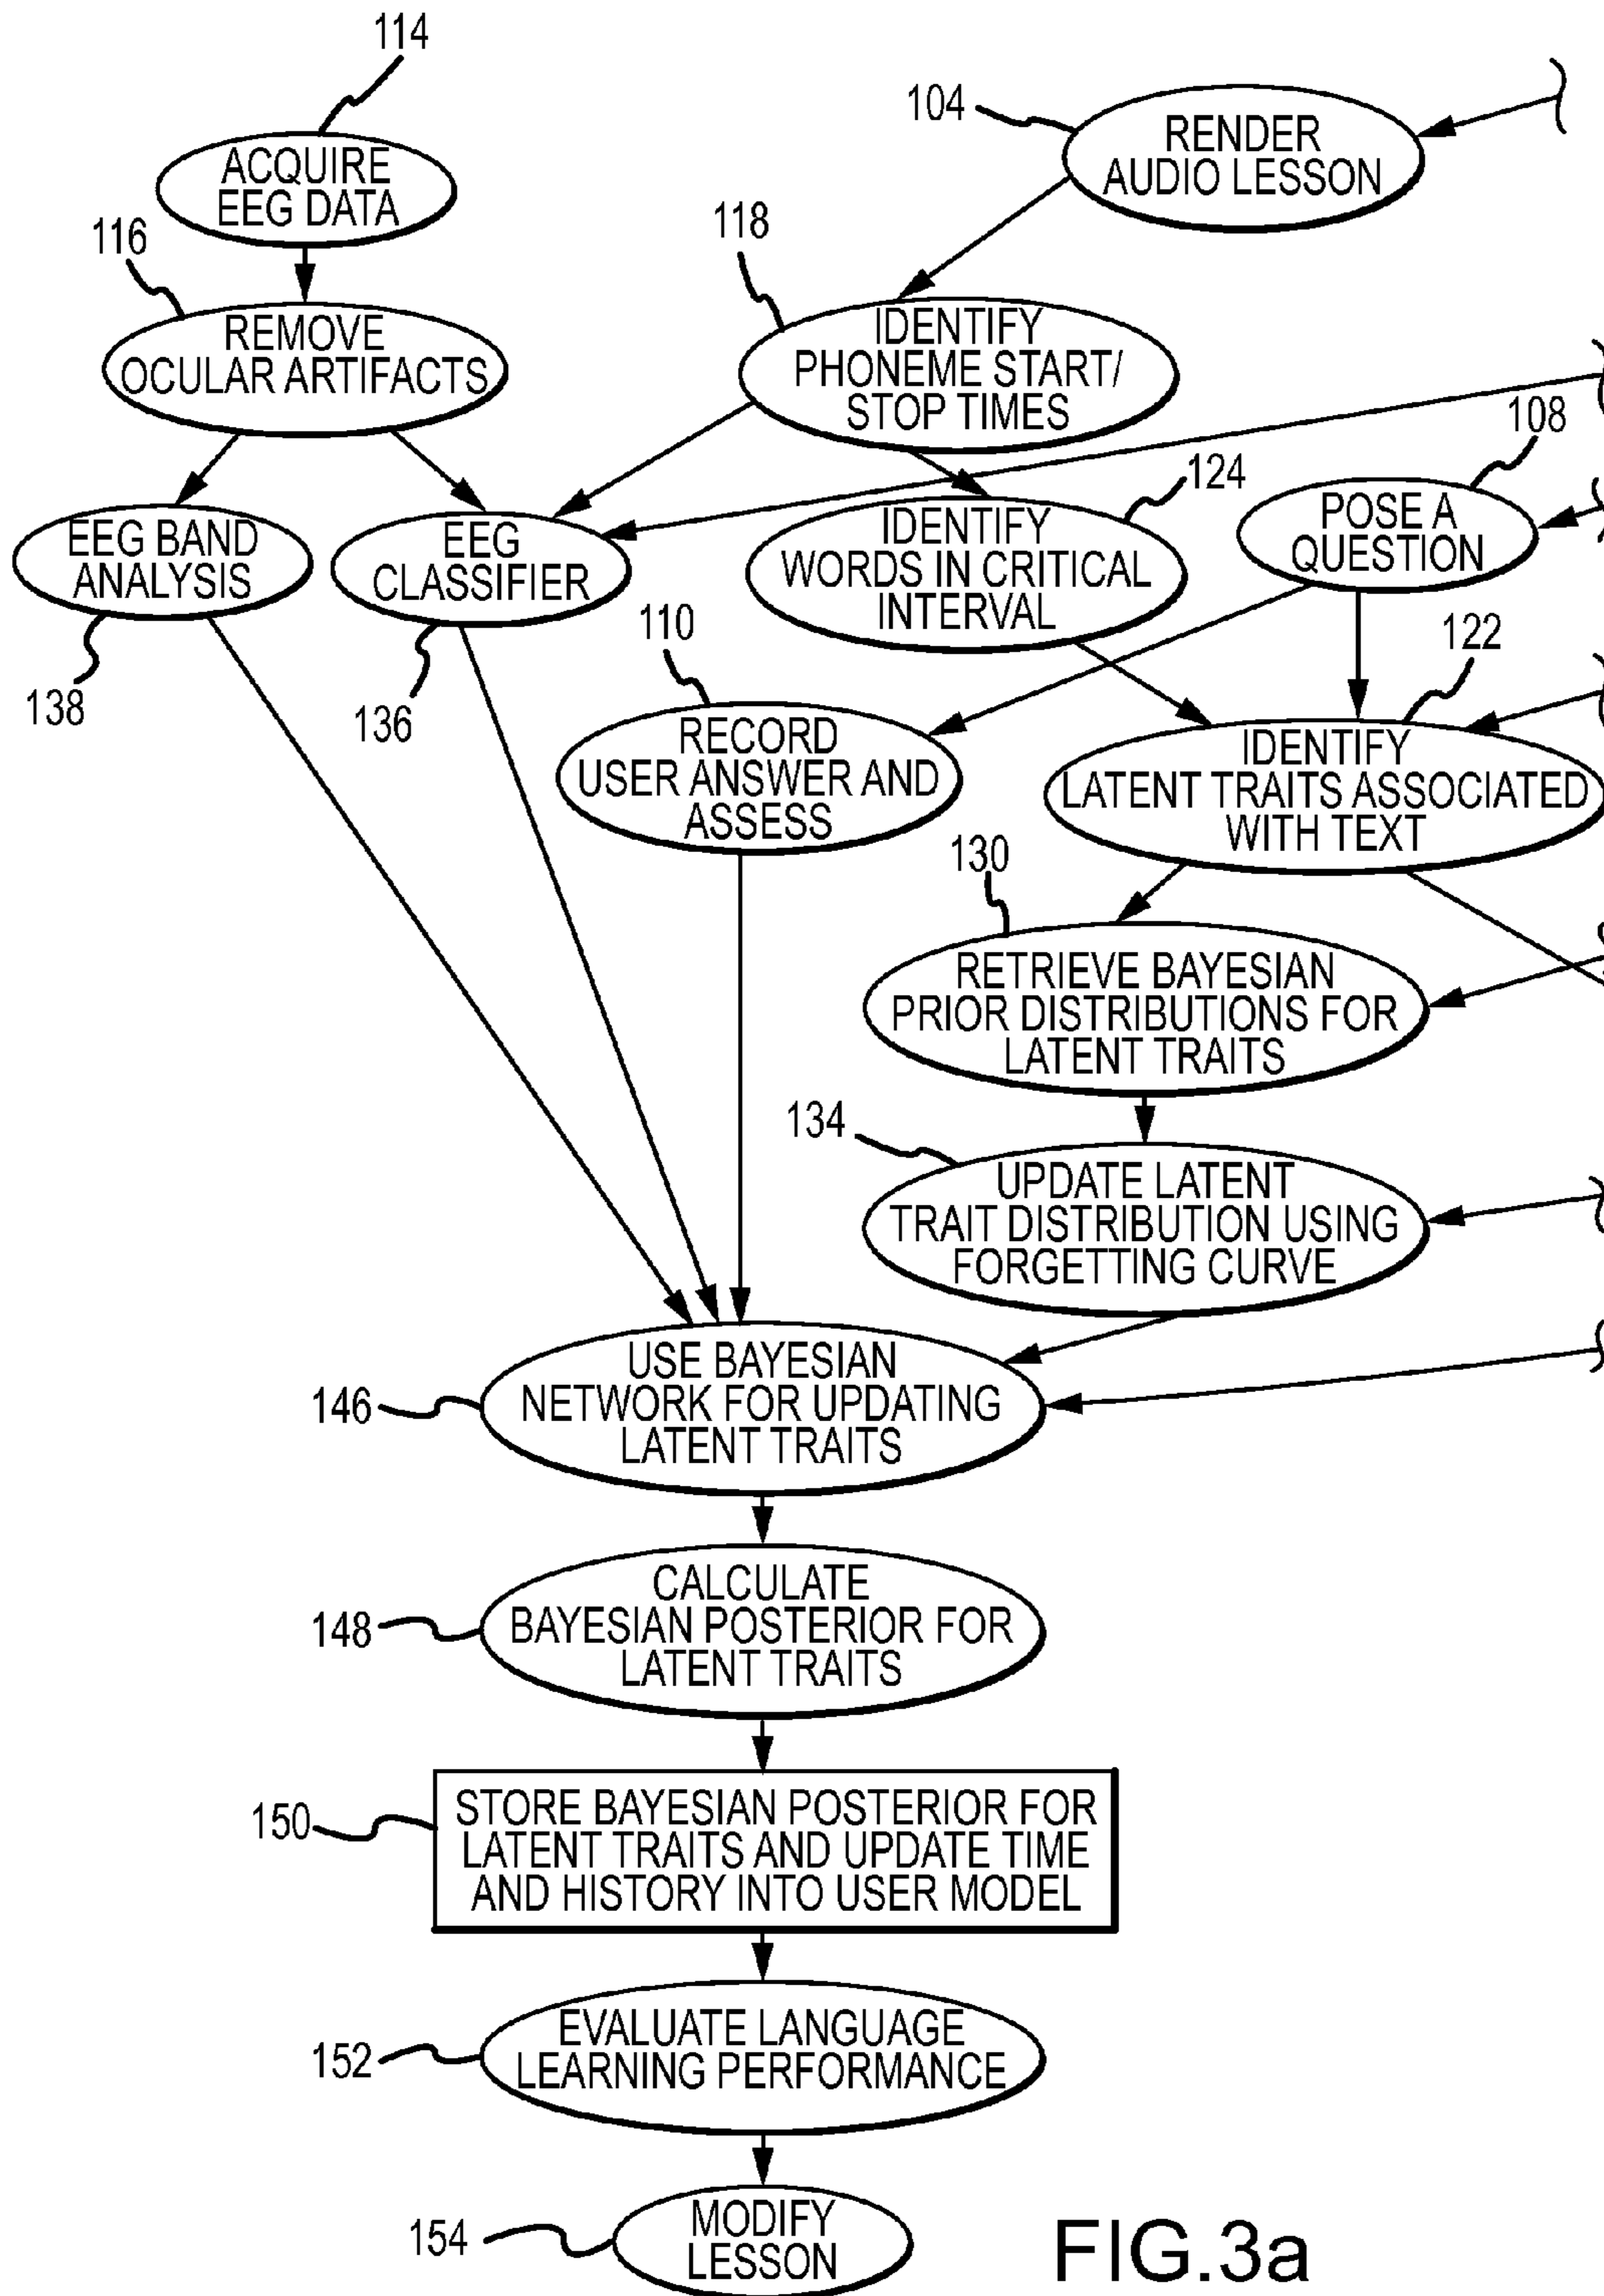 114
ACQUIRE
EEG DATA
104
RENDER
AUDIO LESSON
116
REMOVE
OCULAR ARTIFACTS
118
IDENTIFY
PHONEME START/
STOP TIMES
108
POSE A
QUESTION
EEG BAND
ANALYSIS
138
EEG
CLASSIFIER
136
124
IDENTIFY
WORDS IN CRITICAL
INTERVAL
110
RECORD
USER ANSWER AND
ASSESS
122
IDENTIFY
LATENT TRAITS ASSOCIATED
WITH TEXT
130
RETRIEVE BAYESIAN
PRIOR DISTRIBUTIONS FOR
LATENT TRAITS
134
UPDATE LATENT
TRAIT DISTRIBUTION USING
FORGETTING CURVE
146
USE BAYESIAN
NETWORK FOR UPDATING
LATENT TRAITS
148
CALCULATE
BAYESIAN POSTERIOR FOR
LATENT TRAITS
150
STORE BAYESIAN POSTERIOR FOR
LATENT TRAITS AND UPDATE TIME
AND HISTORY INTO USER MODEL
152
EVALUATE LANGUAGE
LEARNING PERFORMANCE
154
MODIFY
LESSON
FIG.3a